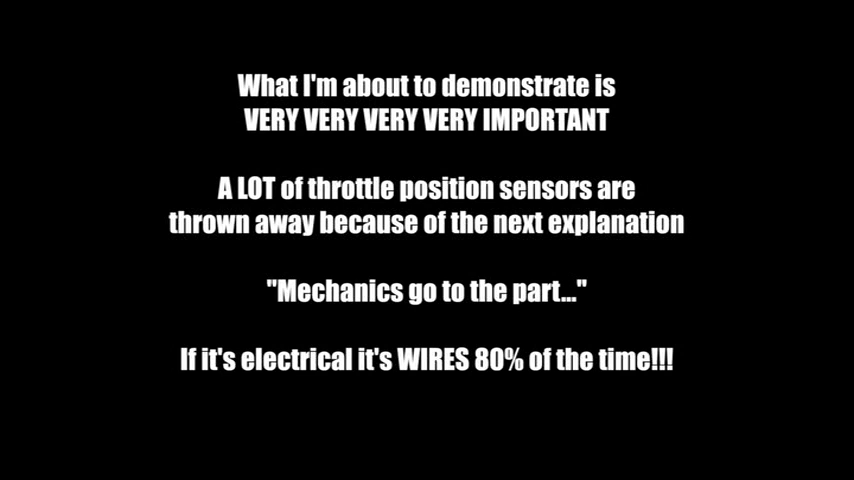 What I'm about to demonstrate is
VERY VERY VERY VERY IMPORTANT
A LOT of throttle position sensors are
thrown away because of the next explanation
"Mechanics go to the part..."
If it's electrical it's WIRES 80% of the time!!!